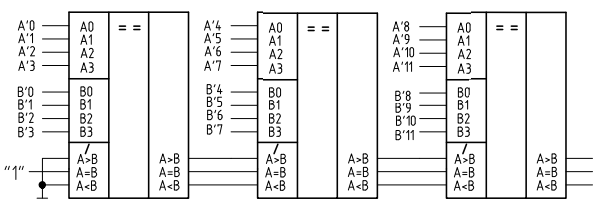 A'0 A0 == A'4 A0 == A'8 A0 ==
A'1 A1 A'5 A1 A'9 A1
A'2 A2 A'6 A2 A'10 A2
A'3 A3 A'7 A3 A'11 A3
B'0 B0 B'4 B0 B'8 B0
B'1 B1 B'5 B1 B'9 B1
B'2 B2 B'6 B2 B'10 B2
B'3 B3 B'7 B3 B'11 B3
A>B A>B A>B A>B A>B A>B
"1" A=B A=B A=B A=B A=B A=B
A<B A<B A<B A<B A<B A<B